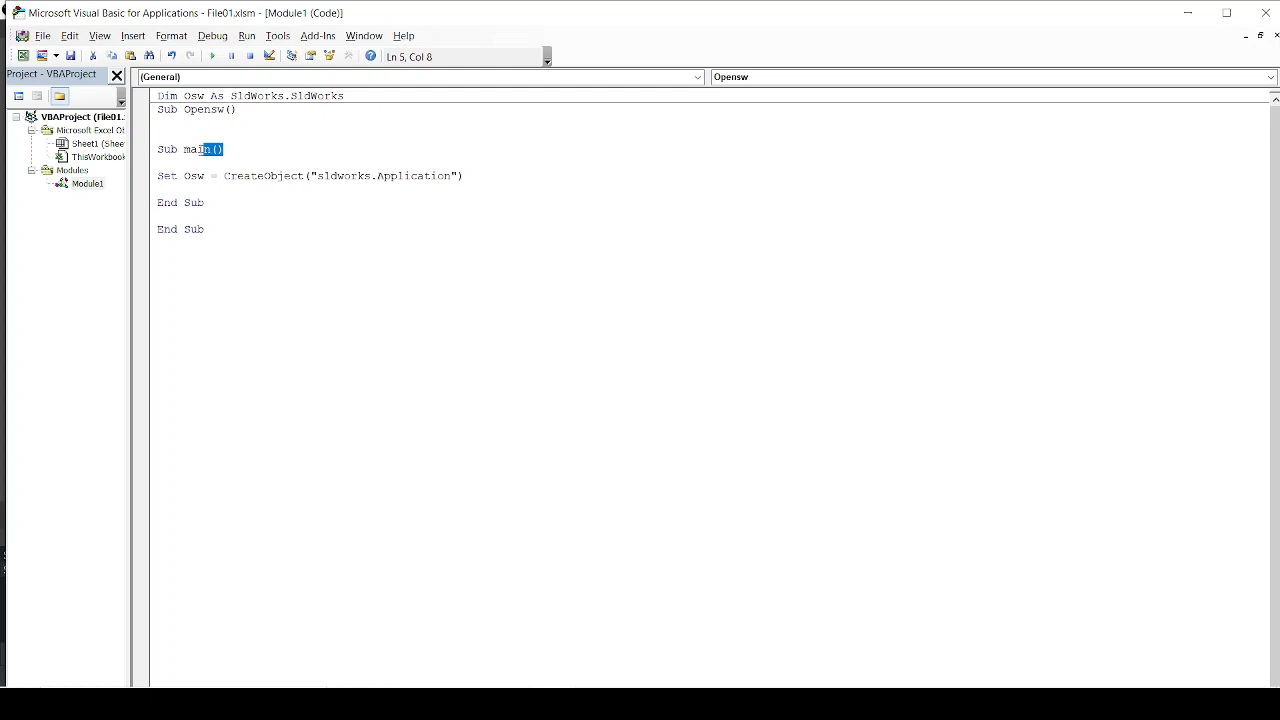 Microsoft Visual Basic for Applications - File01.xlsm - [Module1 (Code)]
File Edit View Insert Format Debug Run Tools Add-Ins Window Help
Ln 5, Col 8
Project - VBAProject
(General) Opensw
VBAProject (File01.
Microsoft Excel Ob
Sheet1 (Shee
ThisWorkbook
Modules
Module1
Dim Osw As SldWorks.SldWorks
Sub Opensw()
Sub main()
Set Osw = CreateObject("sldworks.Application")
End Sub
End Sub